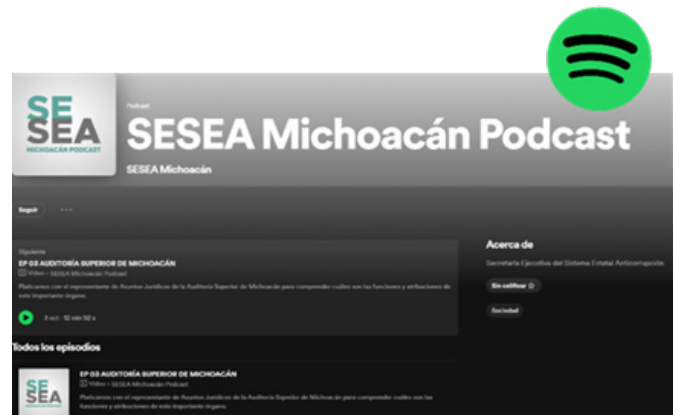 SE
SEA
MICHOACÁN PODCAST
Podcast
SESEA Michoacán Podcast
SESEA Michoacán
Seguir
Siguiente
EP 03 AUDITORÍA SUPERIOR DE MICHOACÁN
Video • SESEA Michoacán Podcast
Platicamos con el representante de Asuntos Jurídicos de la Auditoría Superior de Michoacán para comprender cuáles son las funciones y atribuciones de
este importante órgano.
3 oct · 12 min 52 s
Acerca de
Secretaría Ejecutiva del Sistema Estatal Anticorrupción
Sin calificar
Sociedad
Todos los episodios
SE
SEA
EP 03 AUDITORÍA SUPERIOR DE MICHOACÁN
Video • SESEA Michoacán Podcast
Platicamos con el representante de Asuntos Jurídicos de la Auditoría Superior de Michoacán para comprender cuáles son las
funciones y atribuciones de este importante órgano.